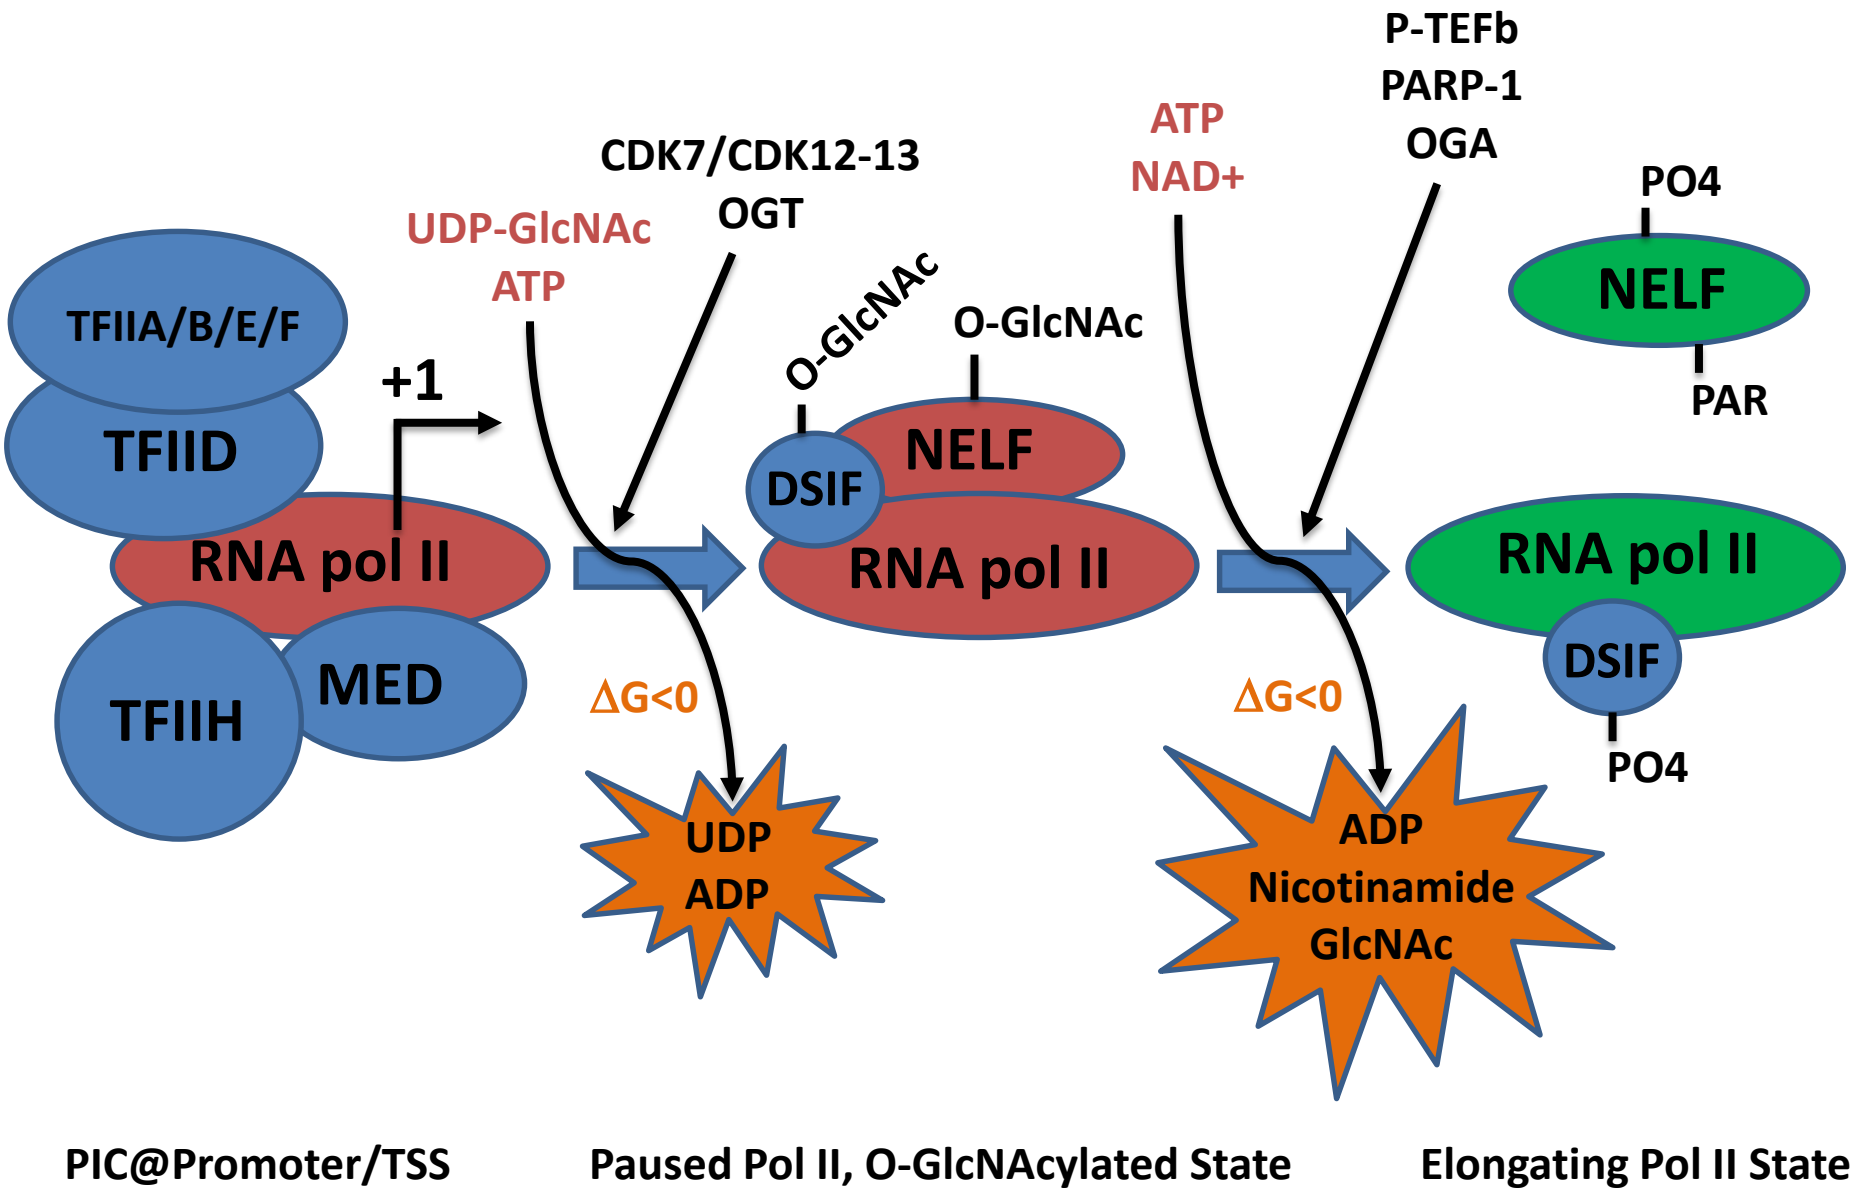 P-TEFb
PARP-1
OGA
ATP
NAD+
CDK7/CDK12-13
OGT
UDP-GlcNAc
ATP
PO4
NELF
PAR
TFIIA/B/E/F
+1
TFIID
RNA pol II
MED
TFIIH
O-GlcNAc
O-GlcNAc
NELF
DSIF
RNA pol II
RNA pol II
DSIF
PO4
ΔG<0
ΔG<0
UDP
ADP
ADP
Nicotinamide
GlcNAc
PIC@Promoter/TSS
Paused Pol II, O-GlcNAcylated State
Elongating Pol II State